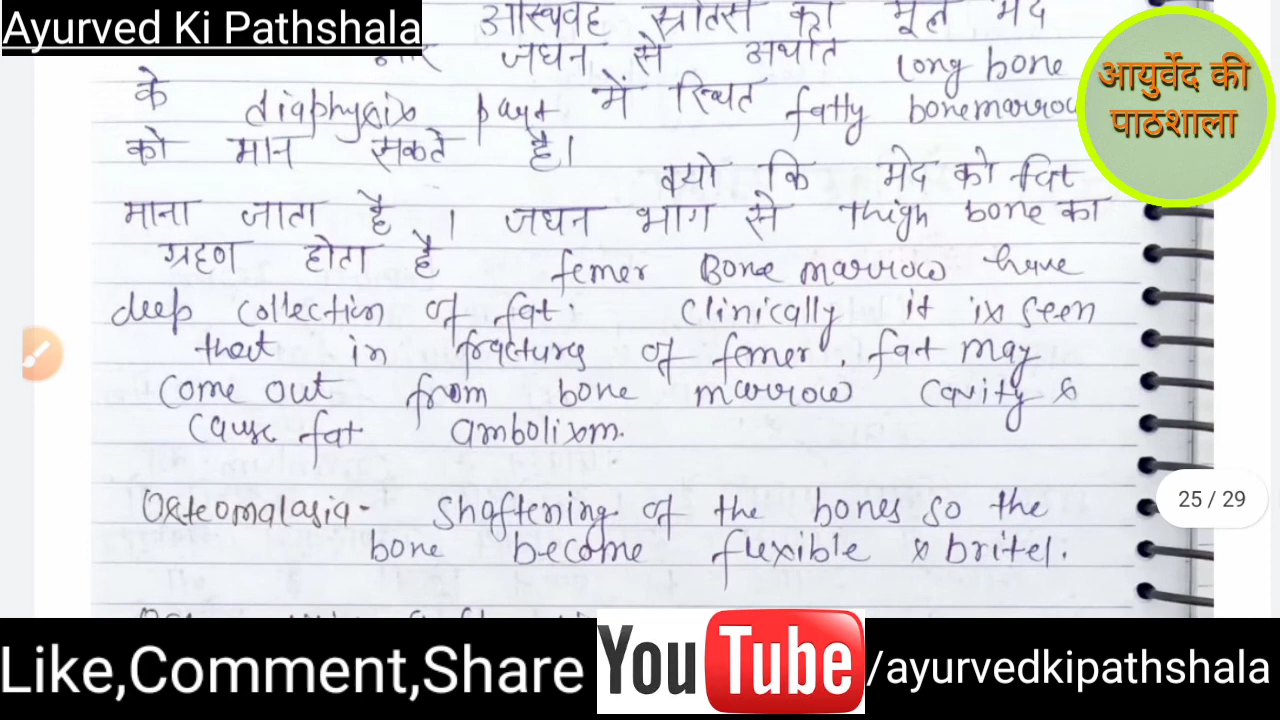 Ayurved Ki Pathshala
आयुर्वेद की
पाठशाला
अस्थिवह स्रोतस का मूल मेद
जघन से अर्थात long bone
के diaphysis part में स्थित fatty bonemarrow
को मान सकते है।
क्यो कि मेद को fat
माना जाता है । जघन भाग से thigh bone का
ग्रहण होता है femer Bone marrow have
deep collection of fat. Clinically it is seen
that in fracture of femer, fat may
come out from bone marrow cavity &
cause fat ambolism.
Osteomalasia- Shoftening of the bones so the
bone become flexible & britel.
25 / 29
Like,Comment,Share YouTube /ayurvedkipathshala